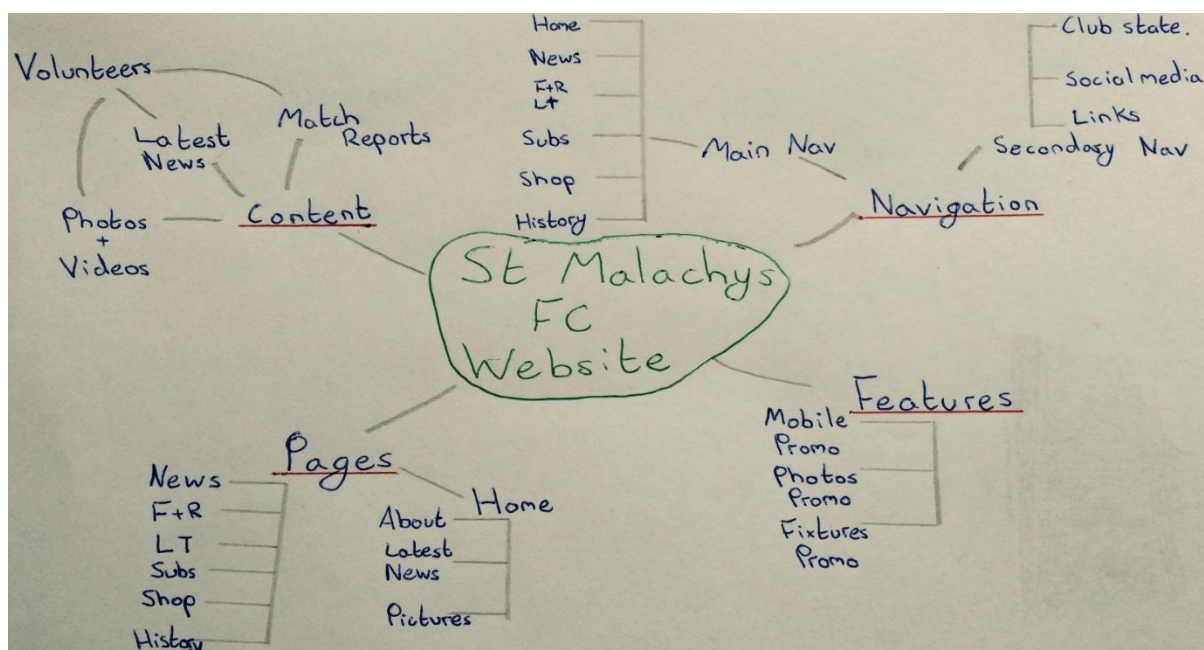 St Malachys
FC
Website
Content
Volunteers
Latest
News
Match
Reports
Photos
+
Videos
Navigation
Main Nav
Home
News
F+R
LT
Subs
Shop
History
Secondary Nav
Club state.
Social media
Links
Features
Mobile
Promo
Photos
Promo
Fixtures
Promo
Pages
News
F+R
LT
Subs
Shop
History
Home
About
Latest
News
Pictures